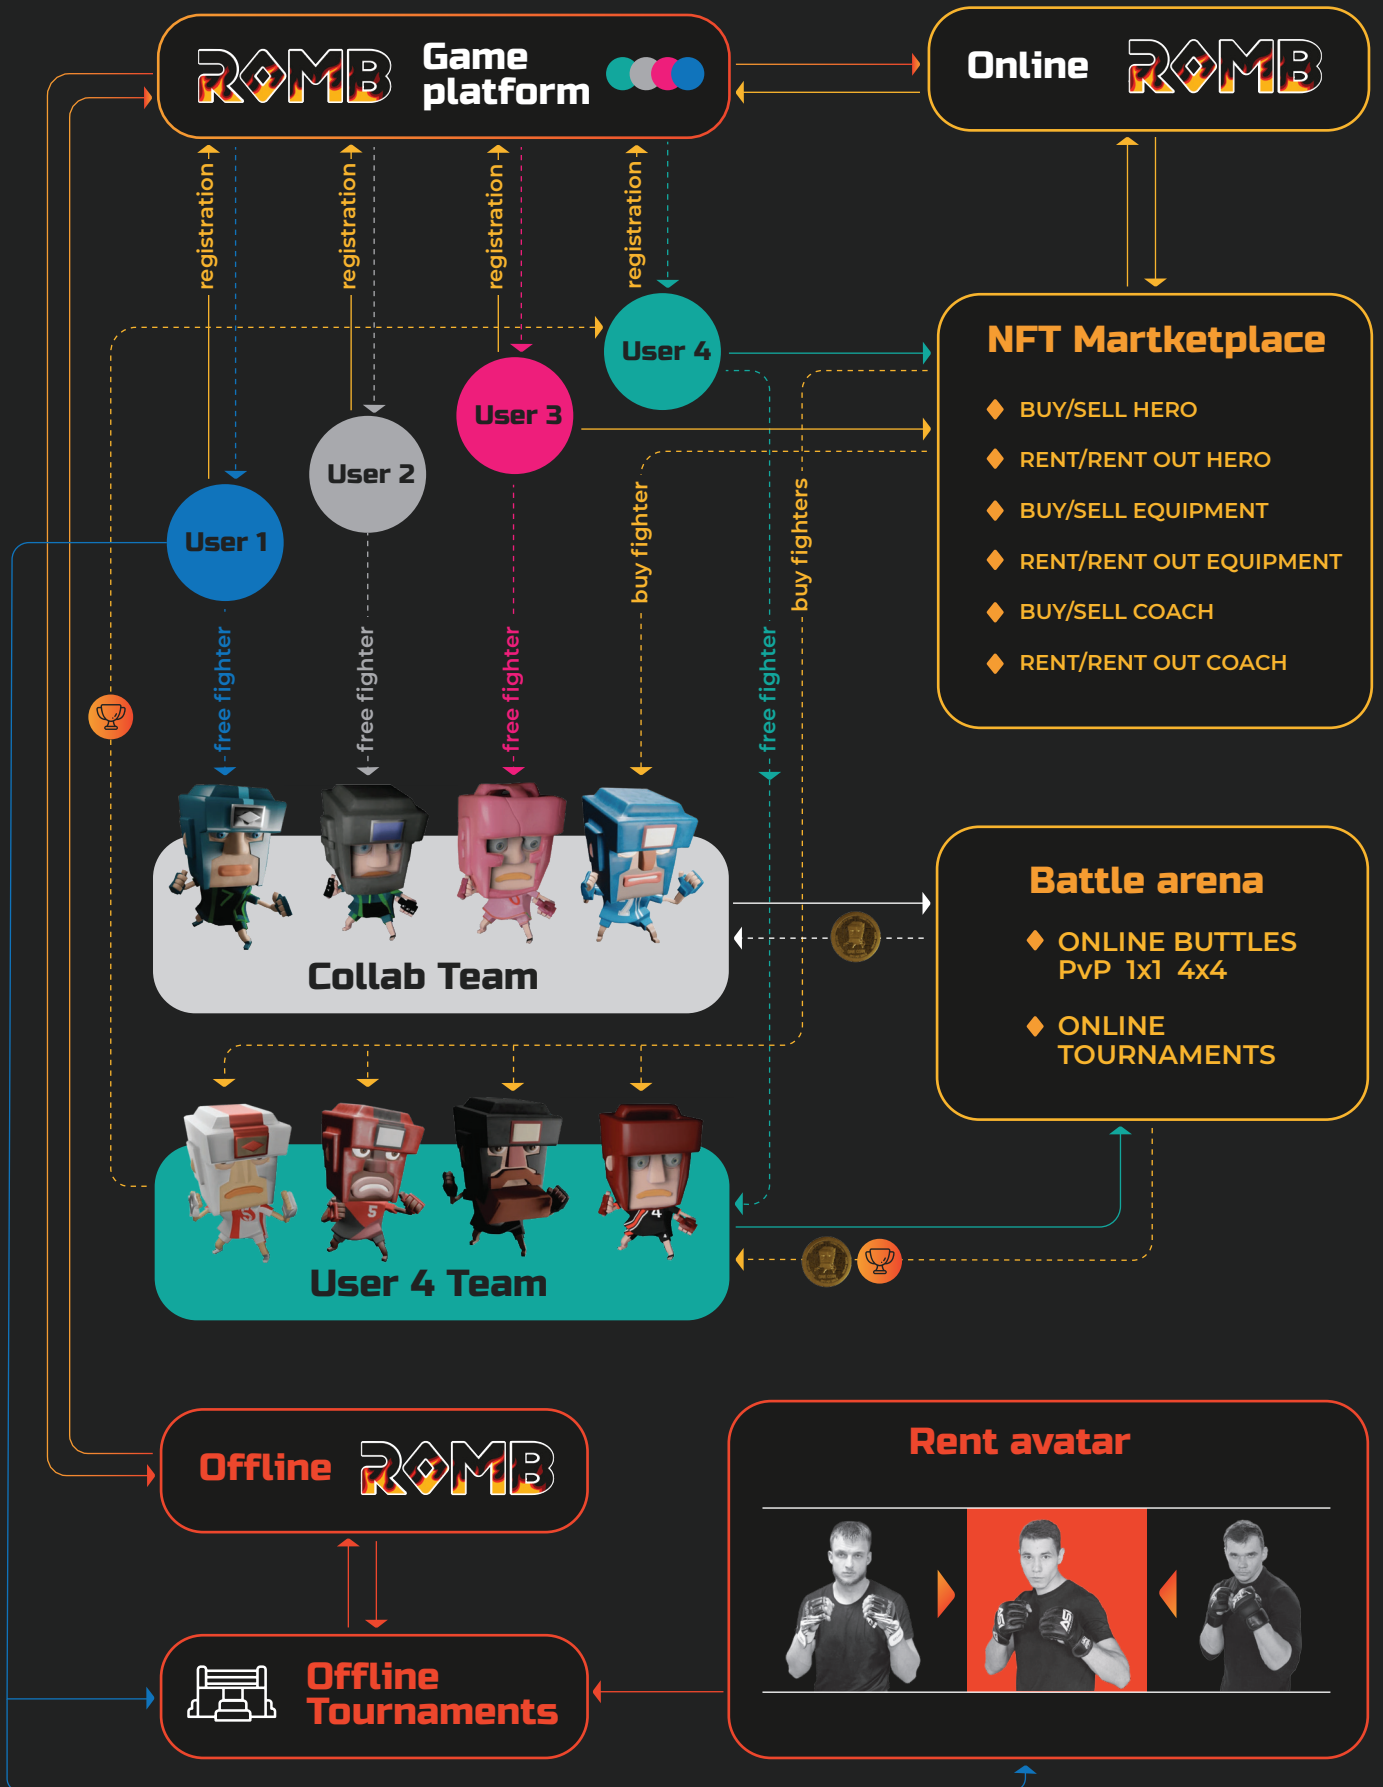 ROMB
Game
platform
Online
ROMB
registration
registration
registration
registration
User 4
User 3
User 2
User 1
NFT Martketplace
BUY/SELL HERO
RENT/RENT OUT HERO
BUY/SELL EQUIPMENT
RENT/RENT OUT EQUIPMENT
BUY/SELL COACH
RENT/RENT OUT COACH
buy fighter
buy fighters
free fighter
free fighter
free fighter
free fighter
Collab Team
Battle arena
ONLINE BUTTLES
PvP 1x1 4x4
ONLINE
TOURNAMENTS
5
5
4
User 4 Team
Offline
ROMB
Rent avatar
Offline
Tournaments